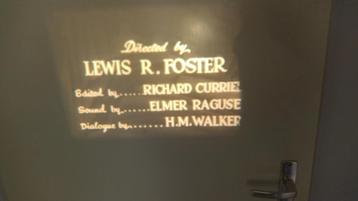 Directed by
LEWIS R. FOSTER
Edited by.....RICHARD CURRIER
Sound by.....ELMER RAGUSE
Dialogue by.......H.M. WALKER